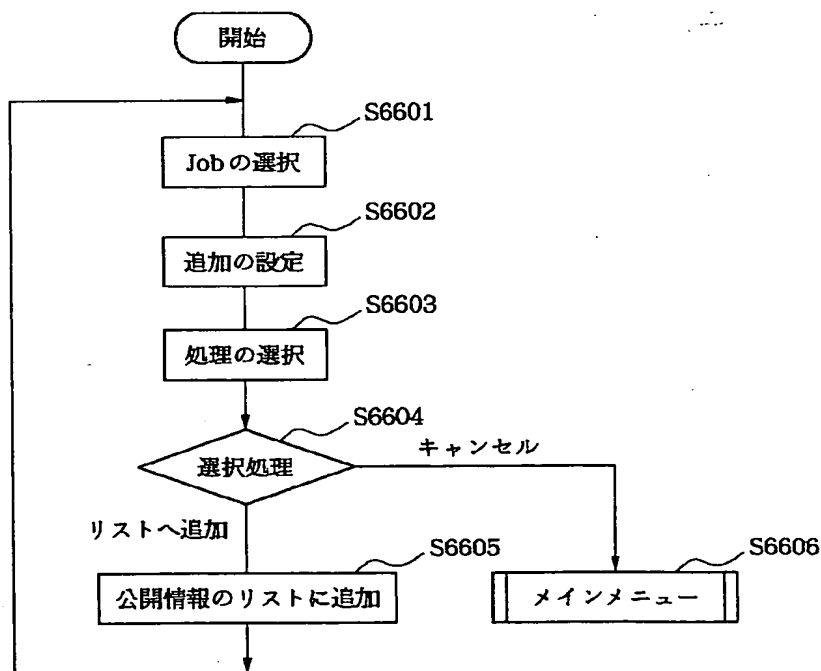 開始
S6601
Jobの選択
S6602
追加の設定
S6603
処理の選択
S6604
選択処理
キャンセル
リストへ追加
S6605
公開情報のリストに追加
S6606
メインメニュー